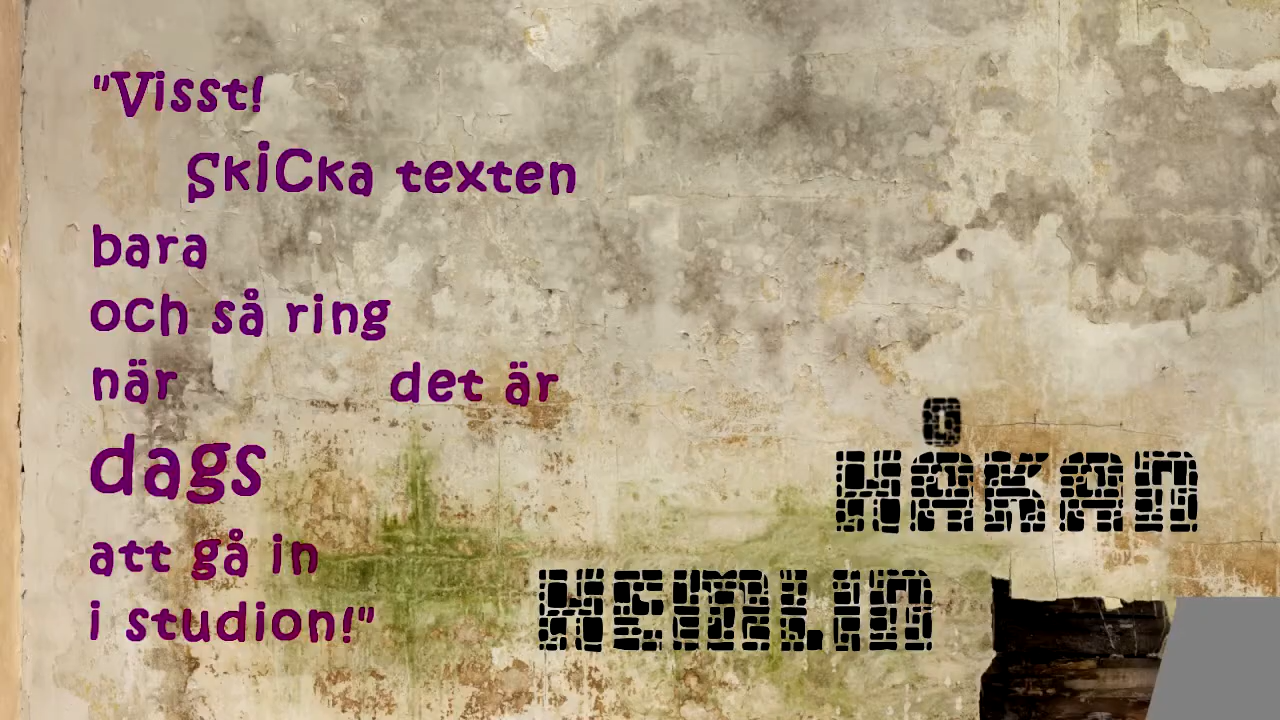 "Visst!
SkiCka texten
bara
och så ring
när det är
dags
att gå in
i studion!"
HÅKAN
HEMLIN